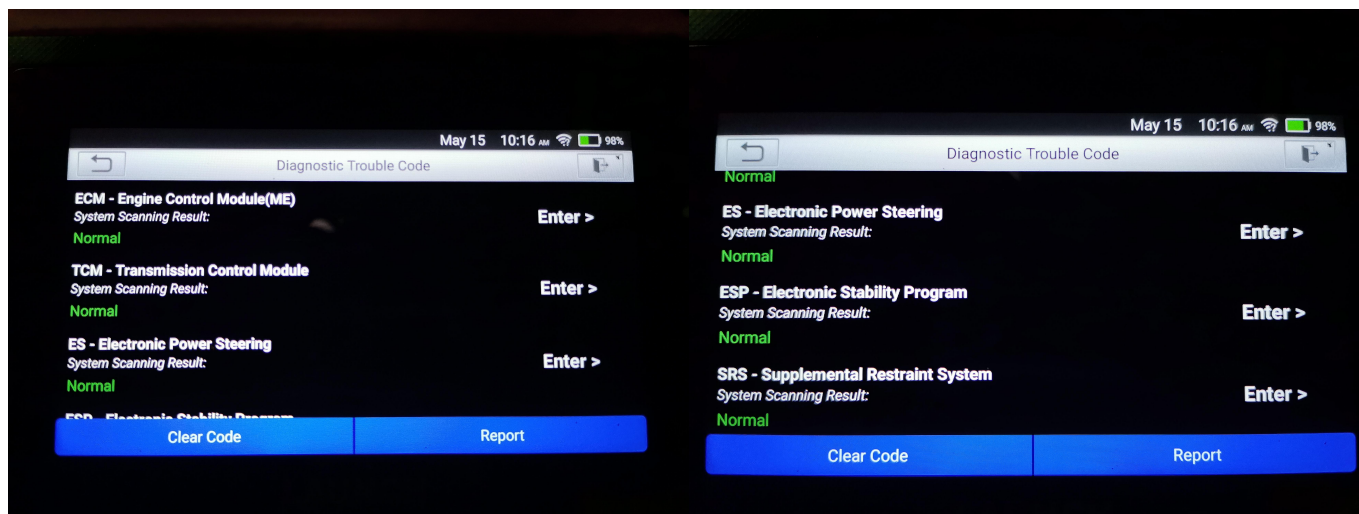 May 15 10:16 AM 98%
Diagnostic Trouble Code
ECM - Engine Control Module(ME)
System Scanning Result:
Enter >
Normal
TCM - Transmission Control Module
System Scanning Result:
Enter >
Normal
ES - Electronic Power Steering
System Scanning Result:
Enter >
Normal
ESP - Electronic Stability Program
Clear Code
Report
May 15 10:16 AM 98%
Diagnostic Trouble Code
Normal
ES - Electronic Power Steering
System Scanning Result:
Enter >
Normal
ESP - Electronic Stability Program
System Scanning Result:
Enter >
Normal
SRS - Supplemental Restraint System
System Scanning Result:
Enter >
Normal
Clear Code
Report